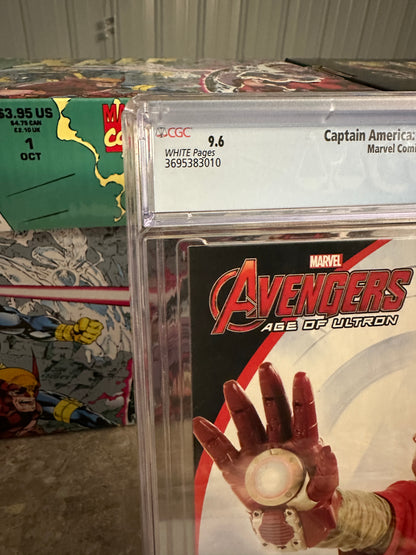 $3.95 US
$4.75 CAN
£2.10 UK
1
OCT
CGC
9.6
WHITE Pages
3695383010
Captain America:
Marvel Comi
MARVEL
AVENGERS
AGE OF ULTRON